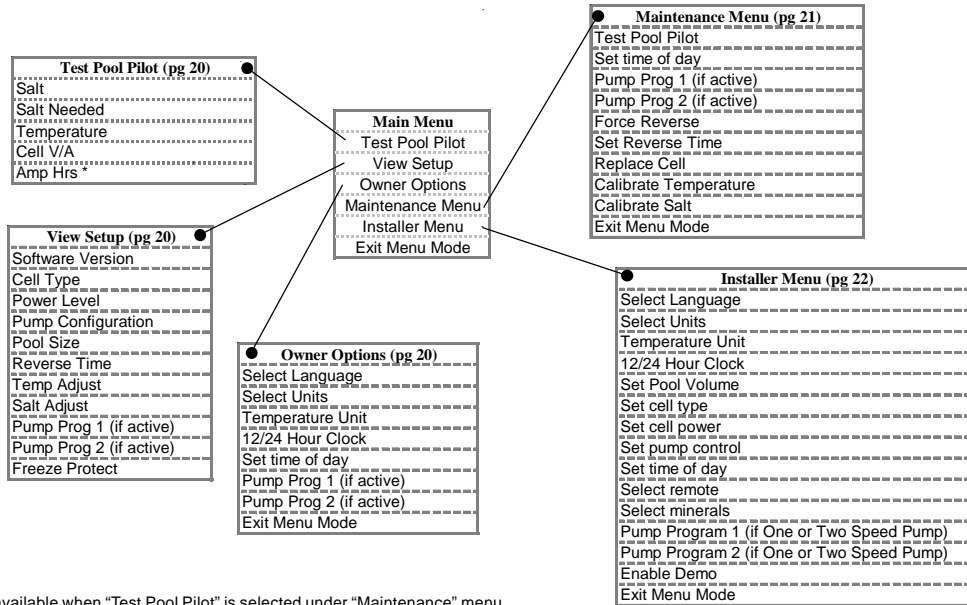 Test Pool Pilot (pg 20)
Salt
Salt Needed
Temperature
Cell V/A
Amp Hrs *
Main Menu
Test Pool Pilot
View Setup
Owner Options
Maintenance Menu
Installer Menu
Exit Menu Mode
Maintenance Menu (pg 21)
Test Pool Pilot
Set time of day
Pump Prog 1 (if active)
Pump Prog 2 (if active)
Force Reverse
Set Reverse Time
Replace Cell
Calibrate Temperature
Calibrate Salt
Exit Menu Mode
View Setup (pg 20)
Software Version
Cell Type
Power Level
Pump Configuration
Pool Size
Reverse Time
Temp Adjust
Salt Adjust
Pump Prog 1 (if active)
Pump Prog 2 (if active)
Freeze Protect
Owner Options (pg 20)
Select Language
Select Units
Temperature Unit
12/24 Hour Clock
Set time of day
Pump Prog 1 (if active)
Pump Prog 2 (if active)
Exit Menu Mode
Installer Menu (pg 22)
Select Language
Select Units
Temperature Unit
12/24 Hour Clock
Set Pool Volume
Set cell type
Set cell power
Set pump control
Set time of day
Select remote
Select minerals
Pump Program 1 (if One or Two Speed Pump)
Pump Program 2 (if One or Two Speed Pump)
Enable Demo
Exit Menu Mode
available when “Test Pool Pilot” is selected under “Maintenance” menu